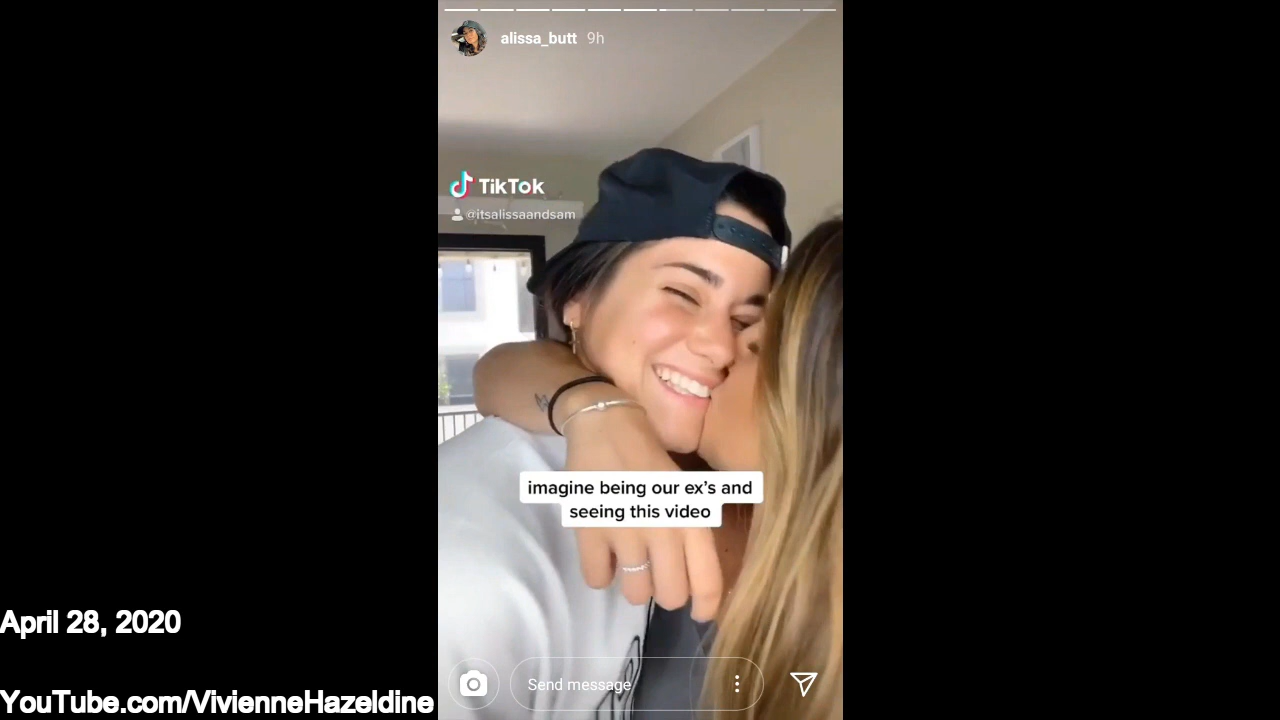 alissa_butt 9h
TikTok
@itsalissaandsam
imagine being our ex's and
seeing this video
Send message
April 28, 2020
YouTube.com/VivienneHazeldine